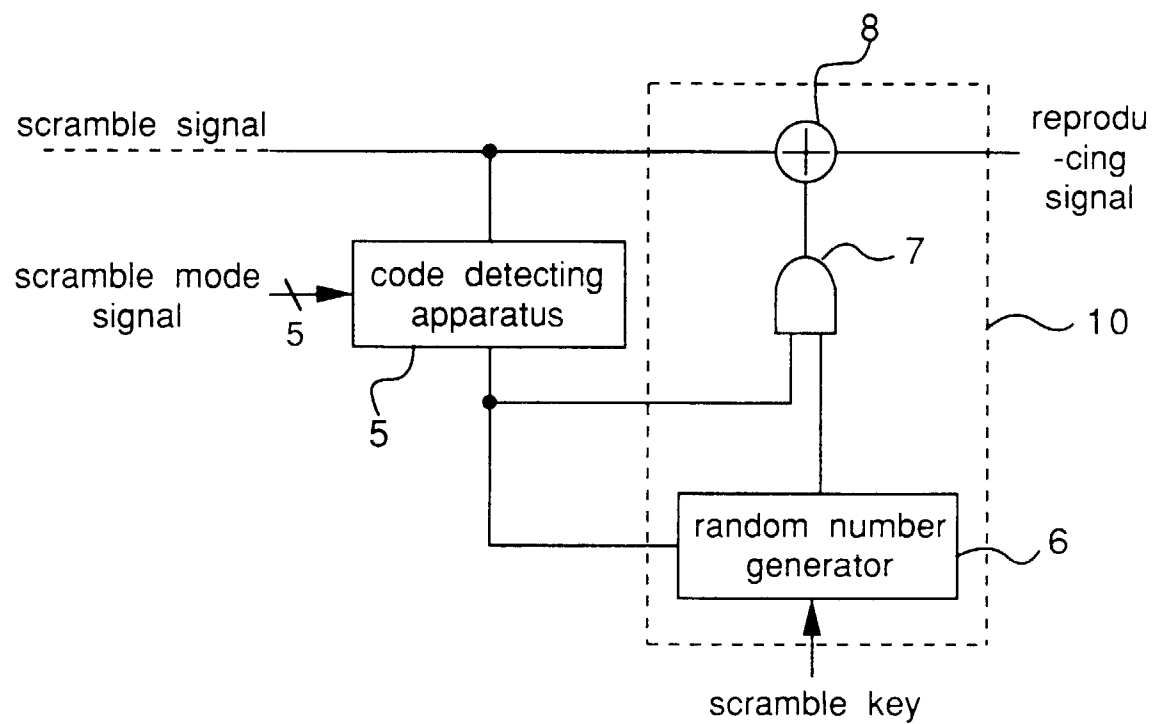 8
scramble signal
reprodu
-cing
signal
7
scramble mode
signal
5
code detecting
apparatus
10
5
random number
generator
6
scramble key